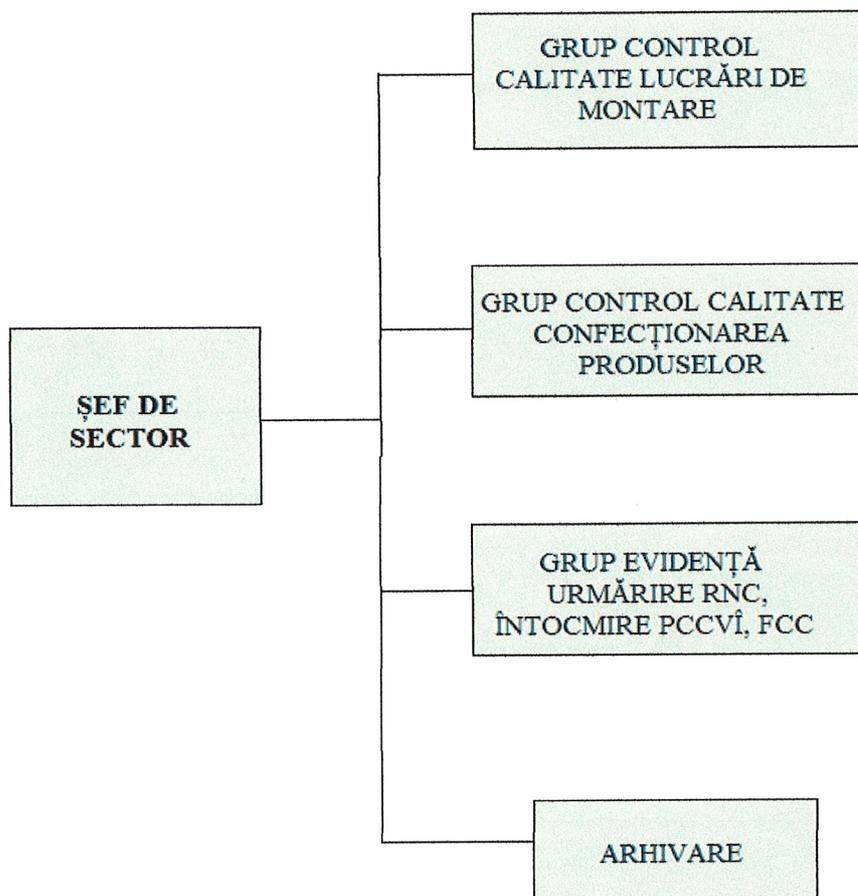 GRUP CONTROL
CALITATE LUCRĂRI DE
MONTARE
GRUP CONTROL CALITATE
CONFECȚIONAREA
PRODUSELOR
ȘEF DE
SECTOR
GRUP EVIDENȚĂ
URMĂRIRE RNC,
ÎNTOCMIRE PCCVÎ, FCC
ARHIVARE